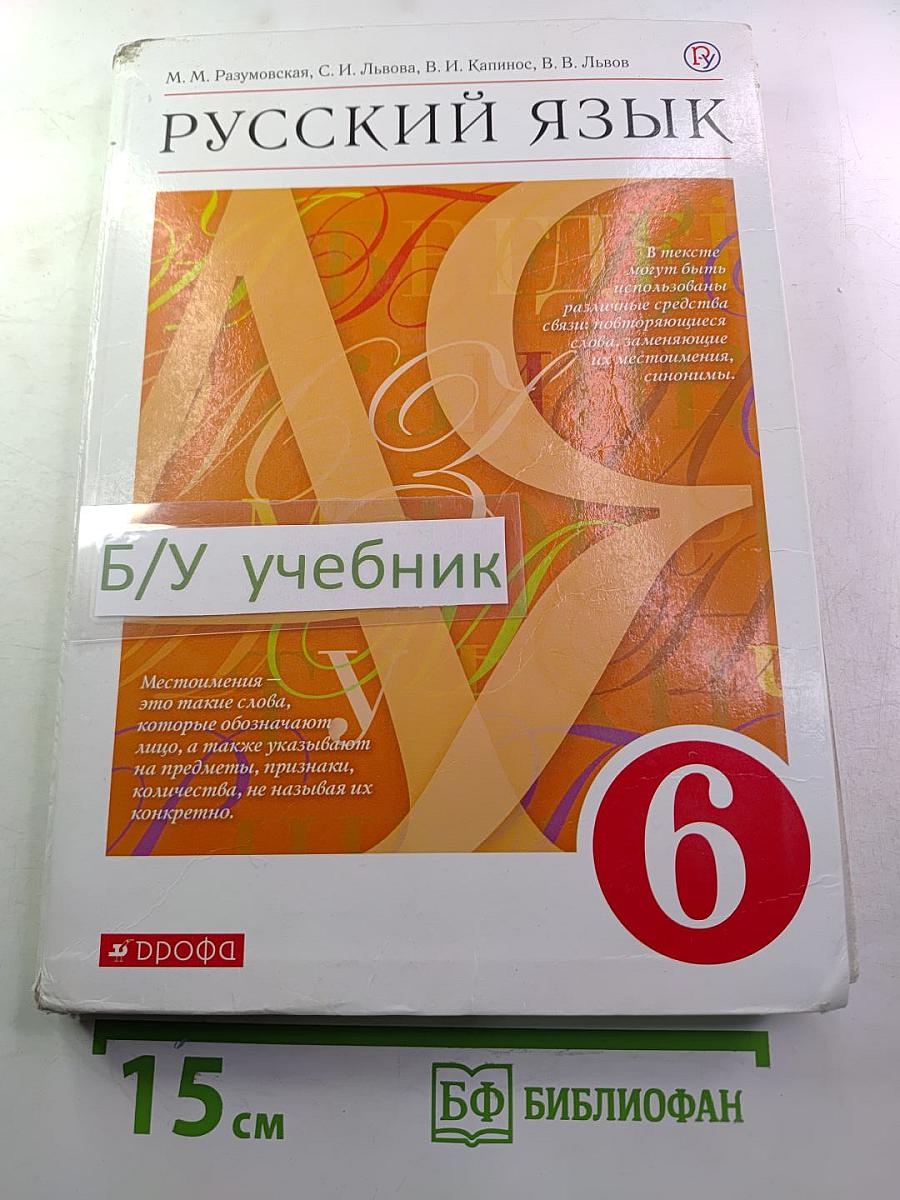 М. М. Разумовская, С. И. Львова, В. И. Капинос, В. В. Львов
РУССКИЙ ЯЗЫК
В тексте
могут быть
использованы
различные средства
связи: повторяющиеся
слова, заменяющие
их местоимения,
синонимы.
Б/У учебник
Местоимения —
это такие слова,
которые обозначают
лицо, а также указывают
на предметы, признаки,
количества, не называя их
конкретно.
6
дрофа
15 см
БФ БИБЛИОФАН